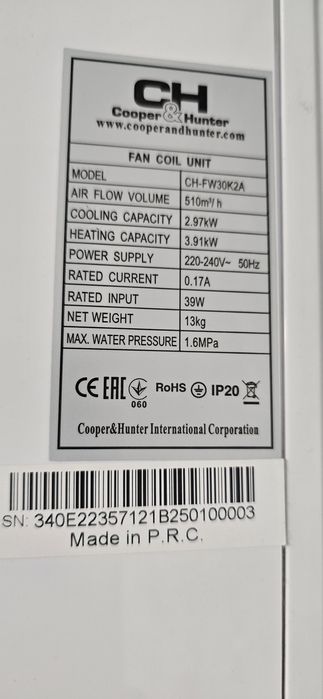 CH
Cooper&Hunter
www.cooperandhunter.com
FAN COIL UNIT
MODEL CH-FW30K2A
AIR FLOW VOLUME 510m³/h
COOLING CAPACITY 2.97kW
HEATING CAPACITY 3.91kW
POWER SUPPLY 220-240V~ 50Hz
RATED CURRENT 0.17A
RATED INPUT 39W
NET WEIGHT 13kg
MAX. WATER PRESSURE 1.6MPa
CE EAC 060 RoHS IP20
Cooper&Hunter International Corporation
SN: 340E22357121B250100003
Made in P.R.C.